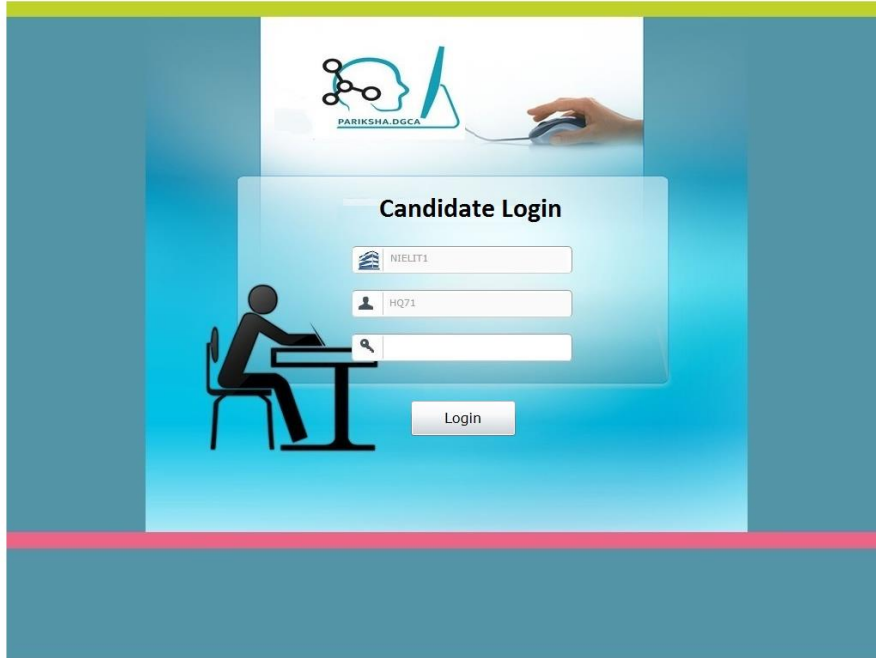 PARIKSHA.DGCA
Candidate Login
NIELIT1
HQ71
Login